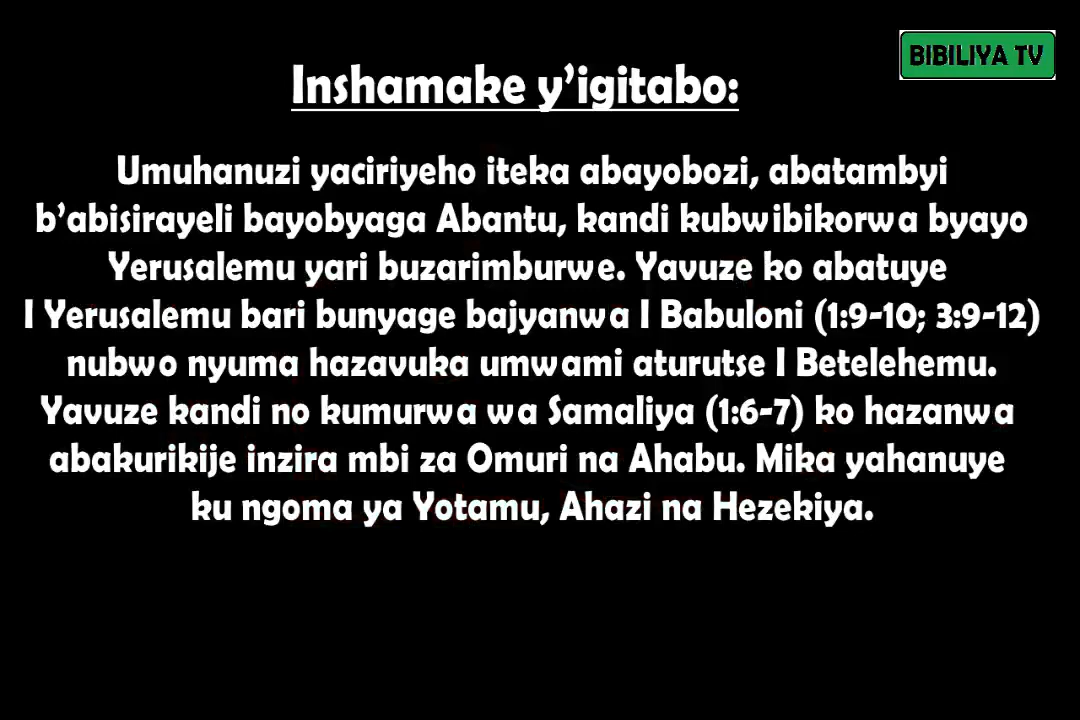 BIBILIYA TV
Inshamake y'igitabo:
Umuhanuzi yaciriyeho iteka abayobozi, abatambyi
b'abisirayeli bayobyaga Abantu, kandi kubwibikorwa byayo
Yerusalemu yari buzarimburwe. Yavuze ko abatuye
I Yerusalemu bari bunyage bajyanwa I Babuloni (1:9-10; 3:9-12)
nubwo nyuma hazavuka umwami aturutse I Betelehemu.
Yavuze kandi no kumurwa wa Samaliya (1:6-7) ko hazanwa
abakurikije inzira mbi za Omuri na Ahabu. Mika yahanuye
ku ngoma ya Yotamu, Ahazi na Hezekiya.